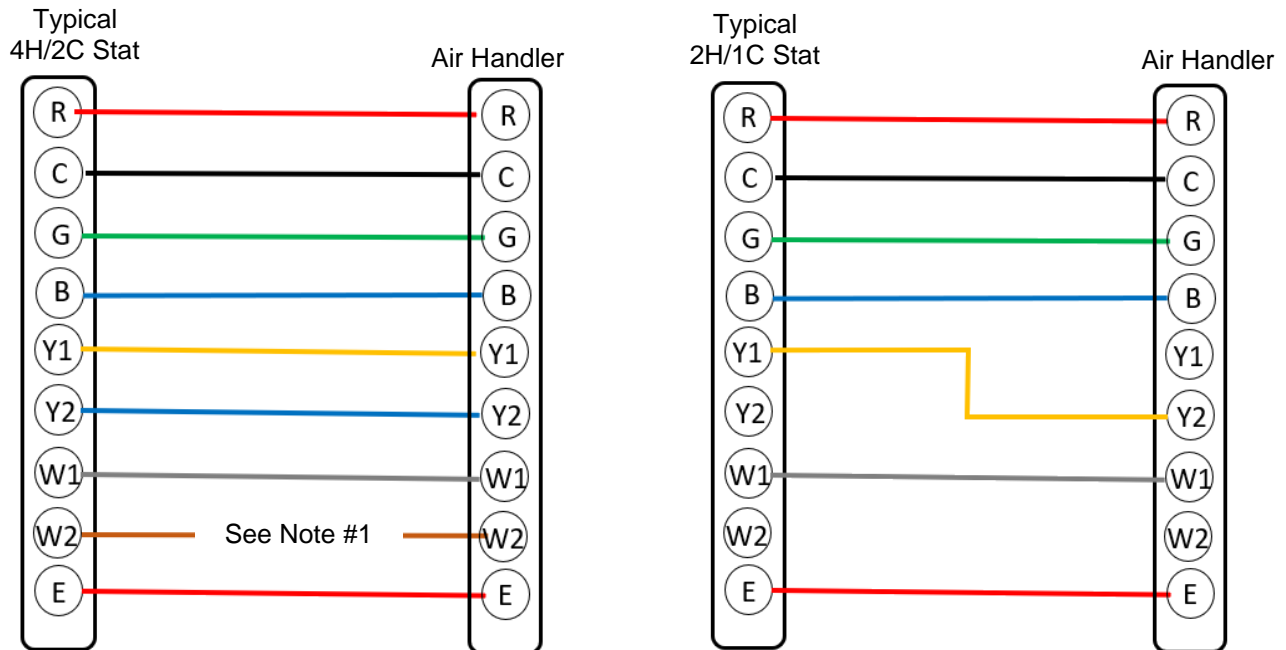 Typical
4H/2C Stat
Air Handler
R
R
C
C
G
G
B
B
Y1
Y1
Y2
Y2
W1
W1
W2
See Note #1
W2
E
E
Typical
2H/1C Stat
Air Handler
R
R
C
C
G
G
B
B
Y1
Y1
Y2
Y2
W1
W1
W2
W2
E
E